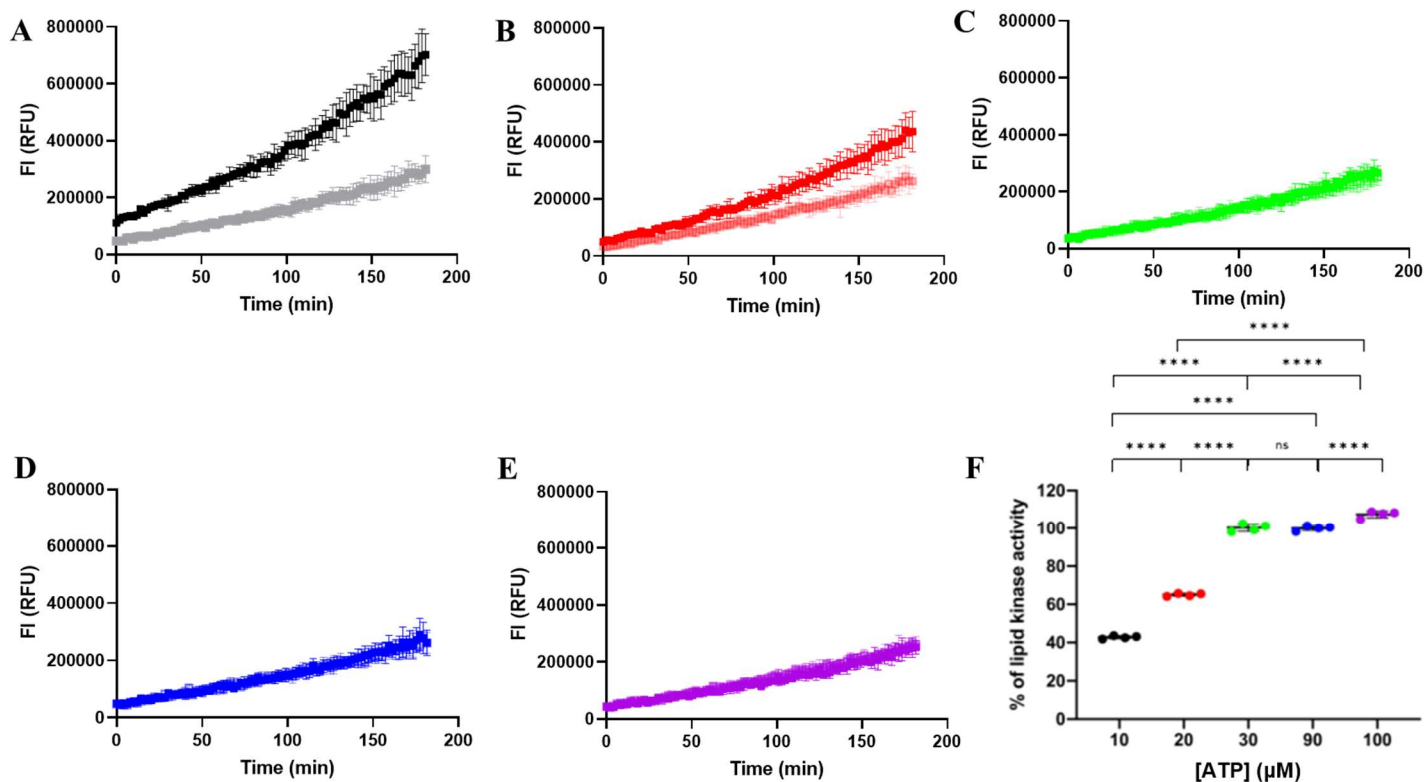 A
FI (RFU)
800000
600000
400000
200000
0
0 50 100 150 200
Time (min)
B
FI (RFU)
800000
600000
400000
200000
0
0 50 100 150 200
Time (min)
C
FI (RFU)
800000
600000
400000
200000
0
0 50 100 150 200
Time (min)
D
FI (RFU)
800000
600000
400000
200000
0
0 50 100 150 200
Time (min)
E
FI (RFU)
800000
600000
400000
200000
0
0 50 100 150 200
Time (min)
F
****
**** ****
****
**** **** ns ****
% of lipid kinase activity
120
100
80
60
40
20
0
10 20 30 90 100
[ATP] (µM)